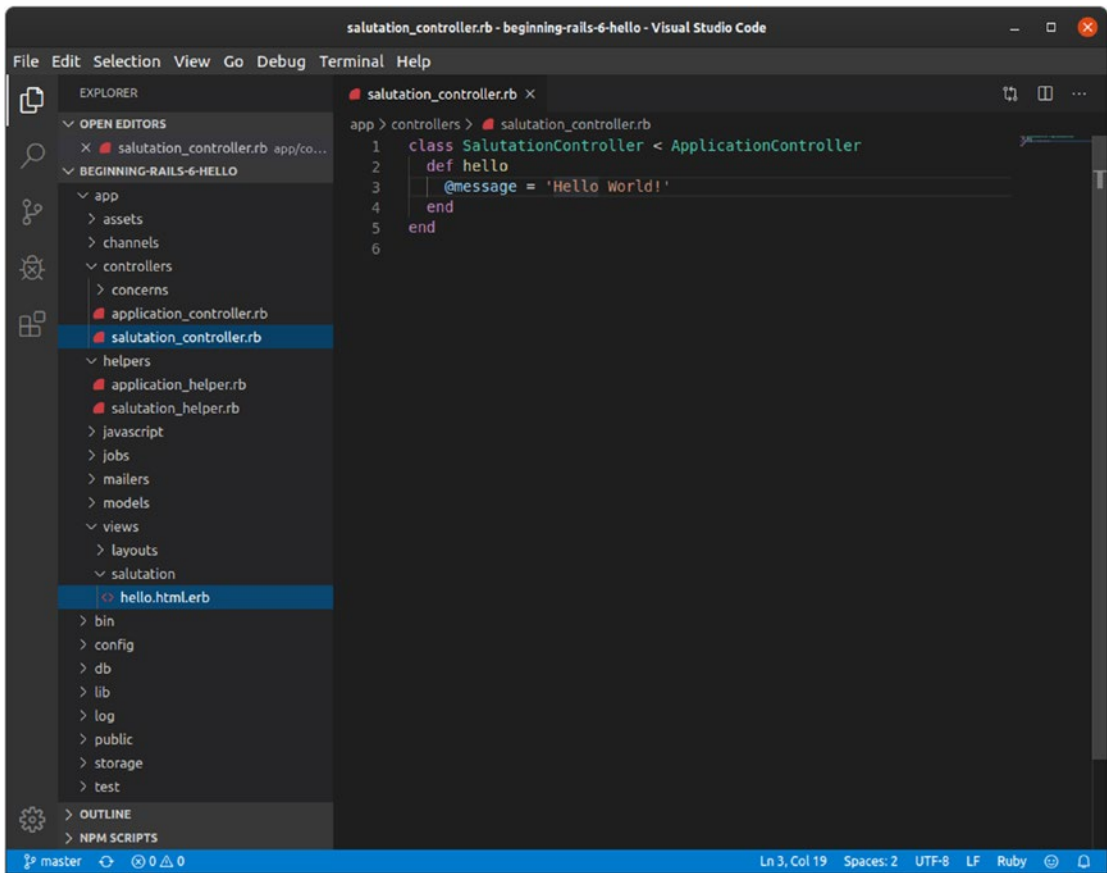 salutation_controller.rb - beginning-rails-6-hello - Visual Studio Code
File Edit Selection View Go Debug Terminal Help
EXPLORER
OPEN EDITORS
salutation_controller.rb app/co...
BEGINNING-RAILS-6-HELLO
app
assets
channels
controllers
concerns
application_controller.rb
salutation_controller.rb
helpers
application_helper.rb
salutation_helper.rb
javascript
jobs
mailers
models
views
layouts
salutation
hello.html.erb
bin
config
db
lib
log
public
storage
test
OUTLINE
NPM SCRIPTS
salutation_controller.rb
app > controllers > salutation_controller.rb
1 class SalutationController < ApplicationController
2 def hello
3 @message = 'Hello World!'
4 end
5 end
6
master 0 0 Ln 3, Col 19 Spaces: 2 UTF-8 LF Ruby